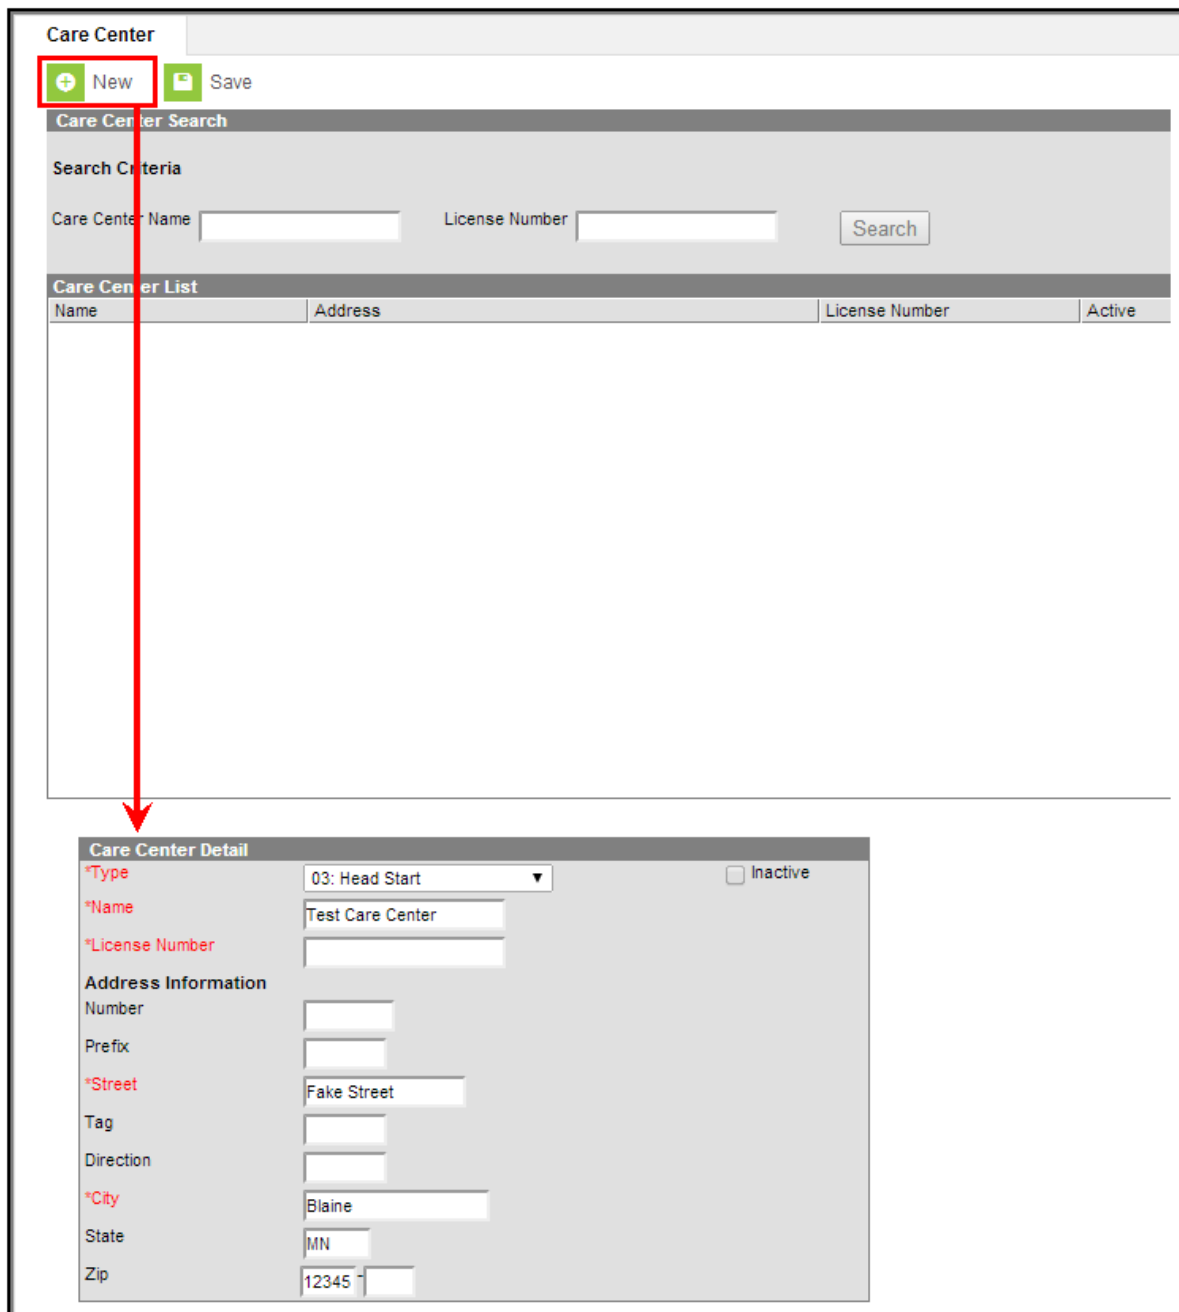 Care Center
New Save
Care Center Search
Search Criteria
Care Center Name License Number Search
Care Center List
Name Address License Number Active
Care Center Detail
*Type 03: Head Start Inactive
*Name Test Care Center
*License Number
Address Information
Number
Prefix
*Street Fake Street
Tag
Direction
*City Blaine
State MN
Zip 12345 -